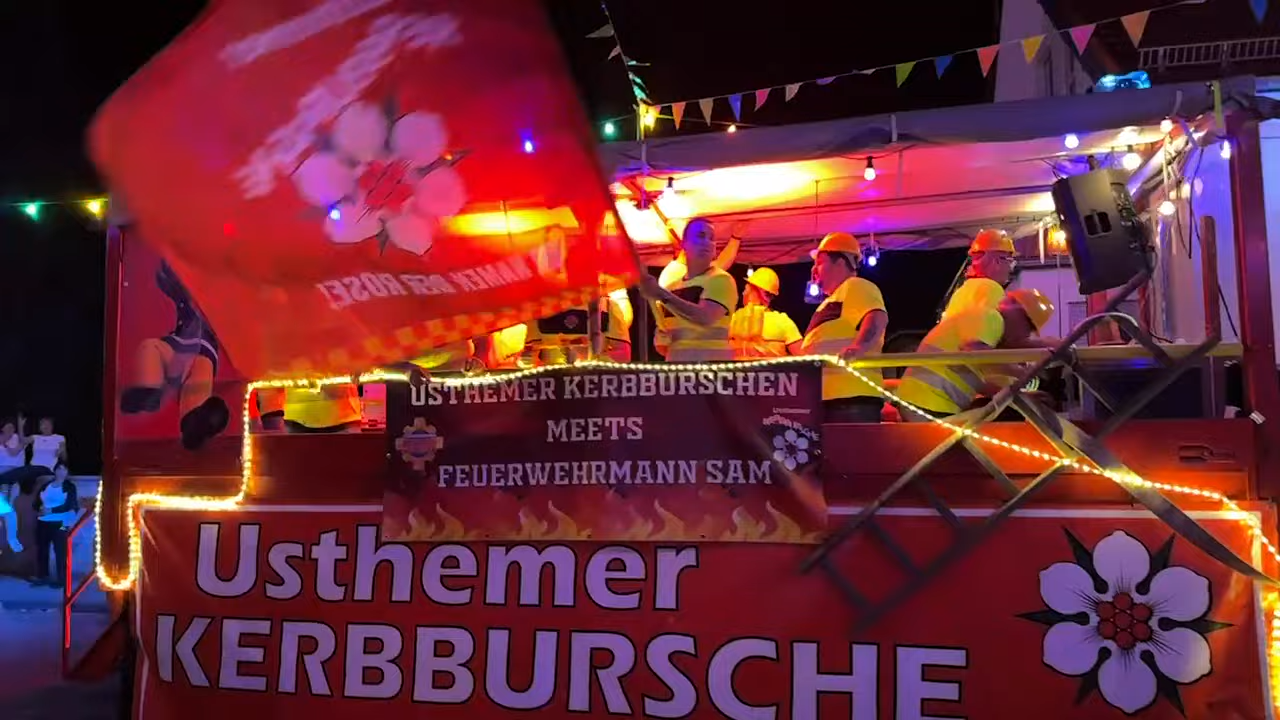 USTHEMER KERBBURSCHEN
MEETS
FEUERWEHRMANN SAM
Usthemer
KERBBURSCHE